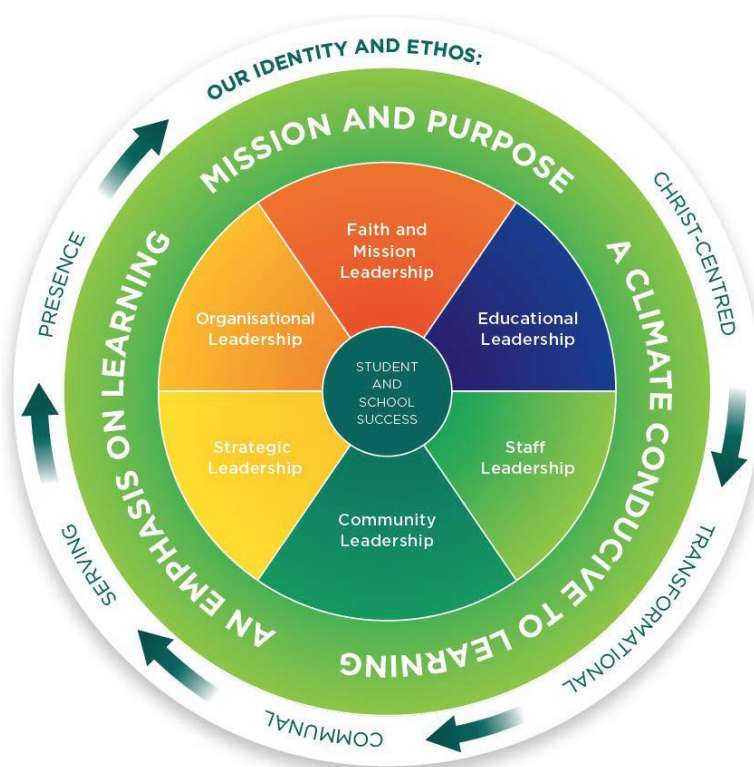 OUR IDENTITY AND ETHOS:
CHRIST-CENTRED
TRANSFORMATIONAL
COMMUNAL
SERVING
PRESENCE
MISSION AND PURPOSE
A CLIMATE CONDUCIVE TO LEARNING
AN EMPHASIS ON LEARNING
Faith and
Mission
Leadership
Educational
Leadership
Staff
Leadership
Community
Leadership
Strategic
Leadership
Organisational
Leadership
STUDENT
AND
SCHOOL
SUCCESS